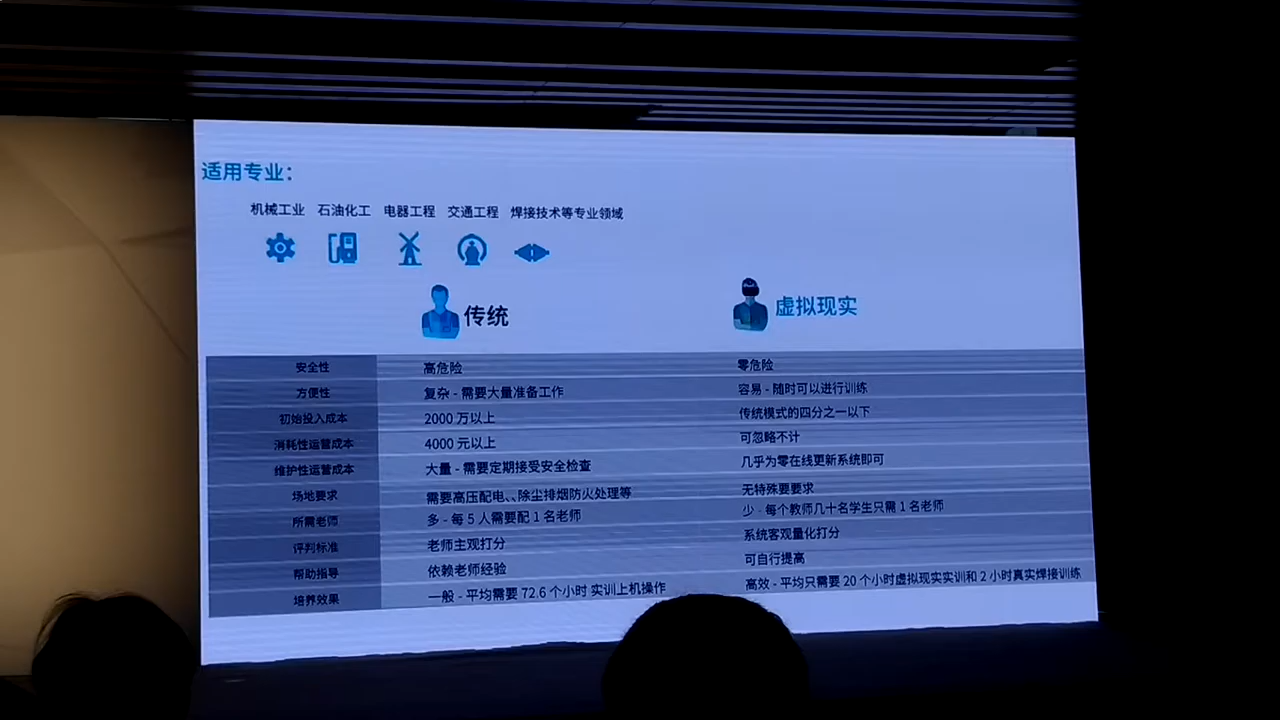 适用专业：
机械工业 石油化工 电器工程 交通工程 焊接技术等专业领域
传统 虚拟现实
安全性 高危险 零危险
方便性 复杂 - 需要大量准备工作 容易 - 随时可以进行训练
初始投入成本 2000 万以上 传统模式的四分之一以下
消耗性运营成本 4000 元以上 可忽略不计
维护性运营成本 大量 - 需要定期接受安全检查 几乎为零在线更新系统即可
场地要求 需要高压配电、、除尘排烟防火处理等 无特殊要要求
所需老师 多 - 每 5 人需要配 1 名老师 少 - 每个教师几十名学生只需 1 名老师
评判标准 老师主观打分 系统客观量化打分
帮助指导 依赖老师经验 可自行提高
培养效果 一般 - 平均需要 72.6 个小时 实训上机操作 高效 - 平均只需要 20 个小时虚拟现实实训和 2 小时真实焊接训练